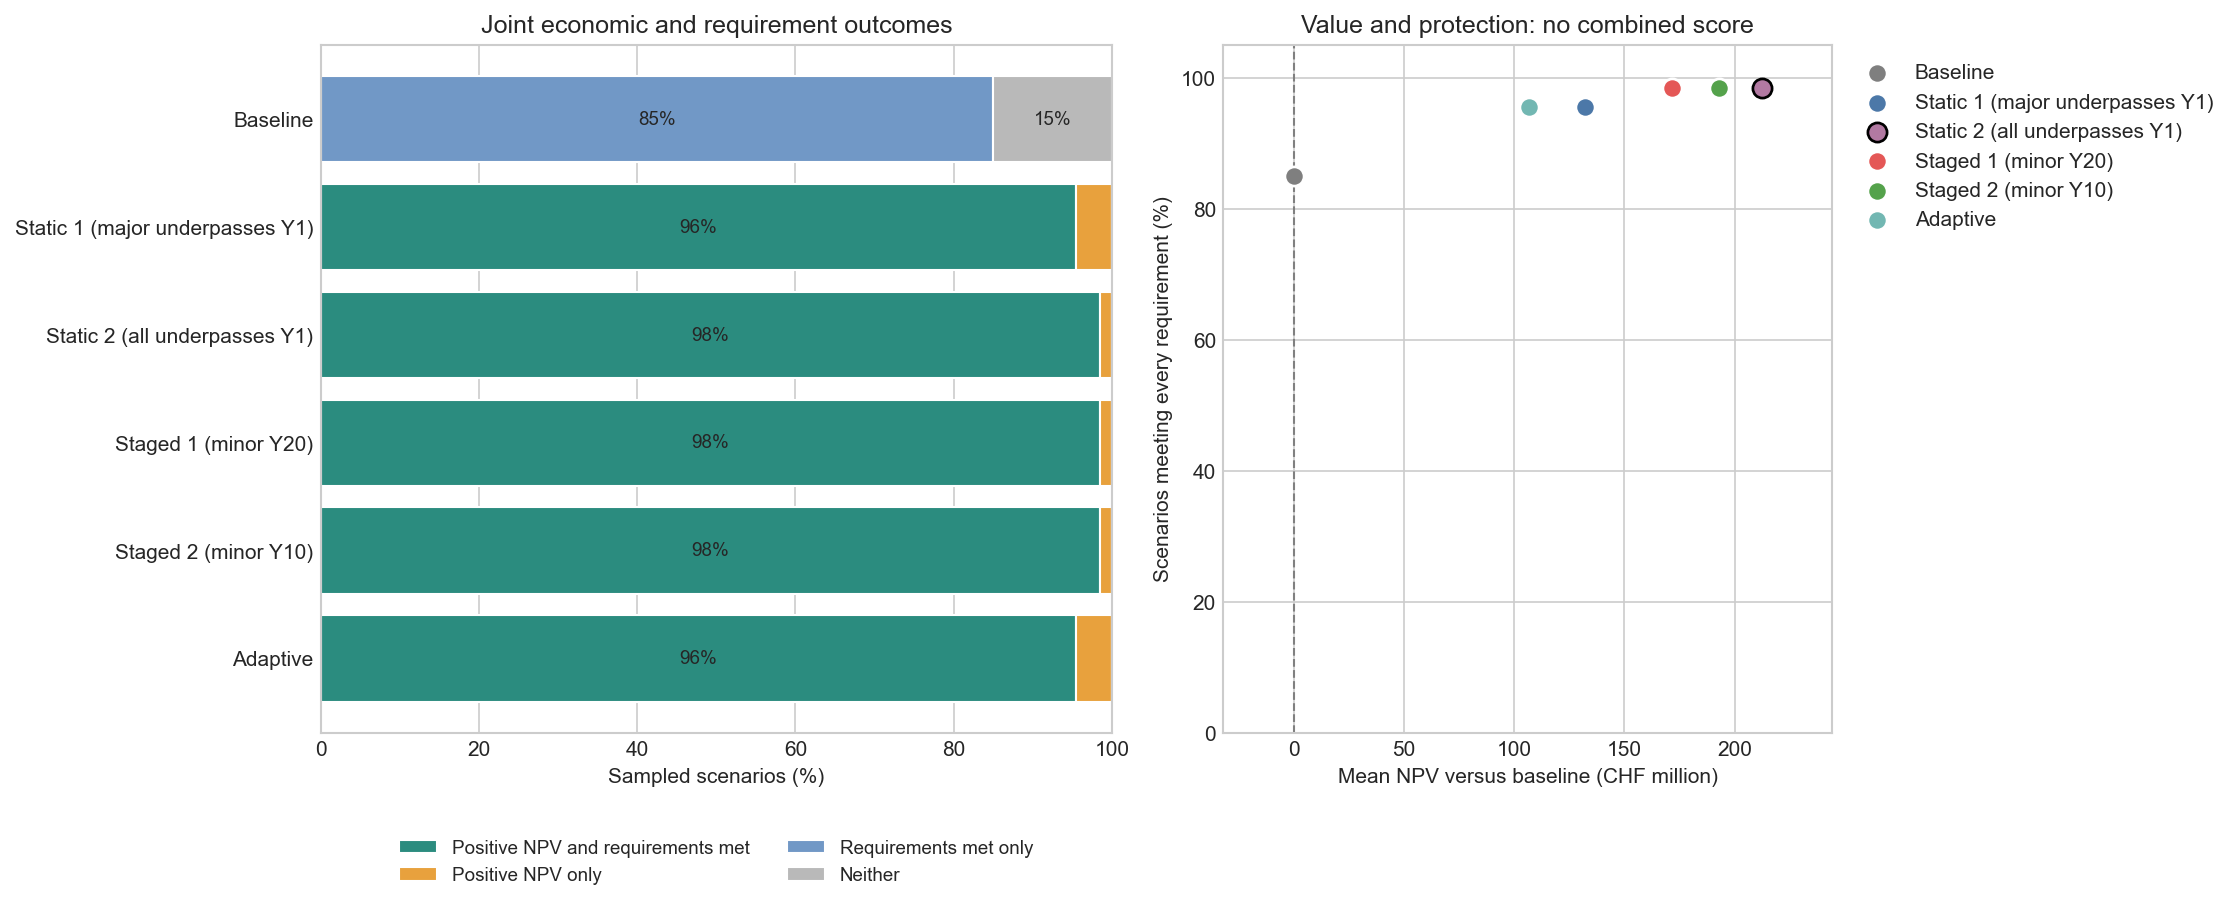 Joint economic and requirement outcomes
Baseline
Static 1 (major underpasses Y1)
Static 2 (all underpasses Y1)
Staged 1 (minor Y20)
Staged 2 (minor Y10)
Adaptive
85%
15%
96%
98%
98%
98%
96%
0
20
40
60
80
100
Sampled scenarios (%)
Positive NPV and requirements met
Positive NPV only
Requirements met only
Neither
Value and protection: no combined score
Scenarios meeting every requirement (%)
100
80
60
40
20
0
0
50
100
150
200
Mean NPV versus baseline (CHF million)
Baseline
Static 1 (major underpasses Y1)
Static 2 (all underpasses Y1)
Staged 1 (minor Y20)
Staged 2 (minor Y10)
Adaptive